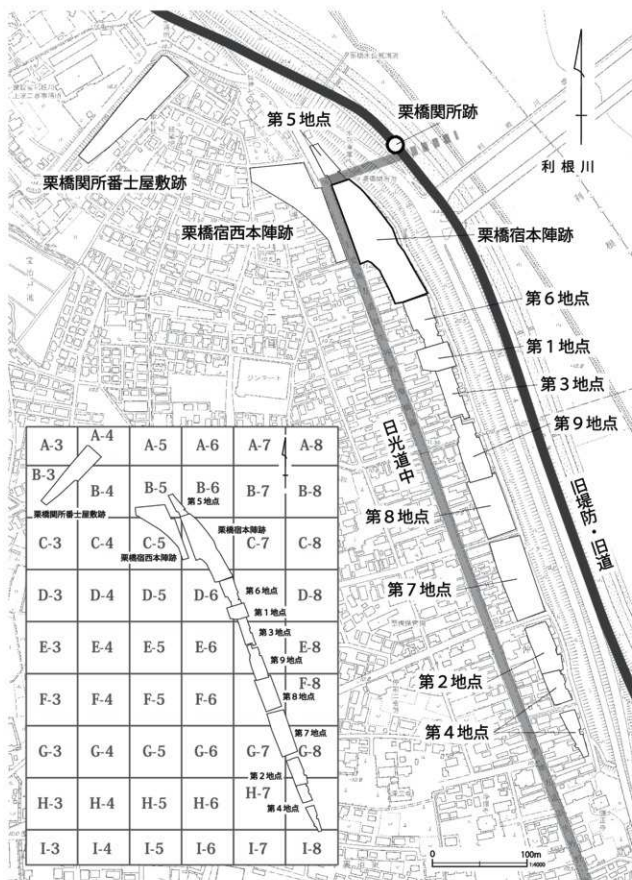 栗橋関所跡
第5地点
利根川
栗橋関所番士屋敷跡
栗橋宿西本陣跡
栗橋宿本陣跡
第6地点
第1地点
第3地点
第9地点
日光道中
旧堤防・旧道
第8地点
第7地点
第2地点
第4地点
ジンマート
A-3 A-4 A-5 A-6 A-7 A-8
B-3 B-4 B-5 B-6 B-7 B-8
第5地点
栗橋関所番士屋敷跡
栗橋宿本陣跡
栗橋宿西本陣跡
C-3 C-4 C-5 C-7 C-8
D-3 D-4 D-5 D-6 D-8
第6地点
第1地点
第3地点
E-3 E-4 E-5 E-6 E-8
第9地点
F-3 F-4 F-5 F-6 F-8
第8地点
第7地点
G-3 G-4 G-5 G-6 G-7 G-8
第2地点
H-3 H-4 H-5 H-6 H-7
第4地点
I-3 I-4 I-5 I-6 I-7 I-8
0 100m
1:4000